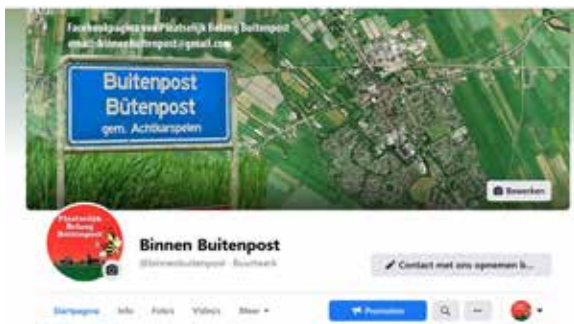 Facebookpagina van Plaatselijk Belang Buitenpost
email: binnenbuitenpost@gmail.com
Buitenpost
Bûtenpost
gem. Achtkarspelen
Bewerken
Plaatselijk
Belang
Buitenpost
Binnen Buitenpost
@binnenbuitenpost · Buurtwerk
Contact met ons opnemen b...
Startpagina Info Foto's Video's Meer
Promoten